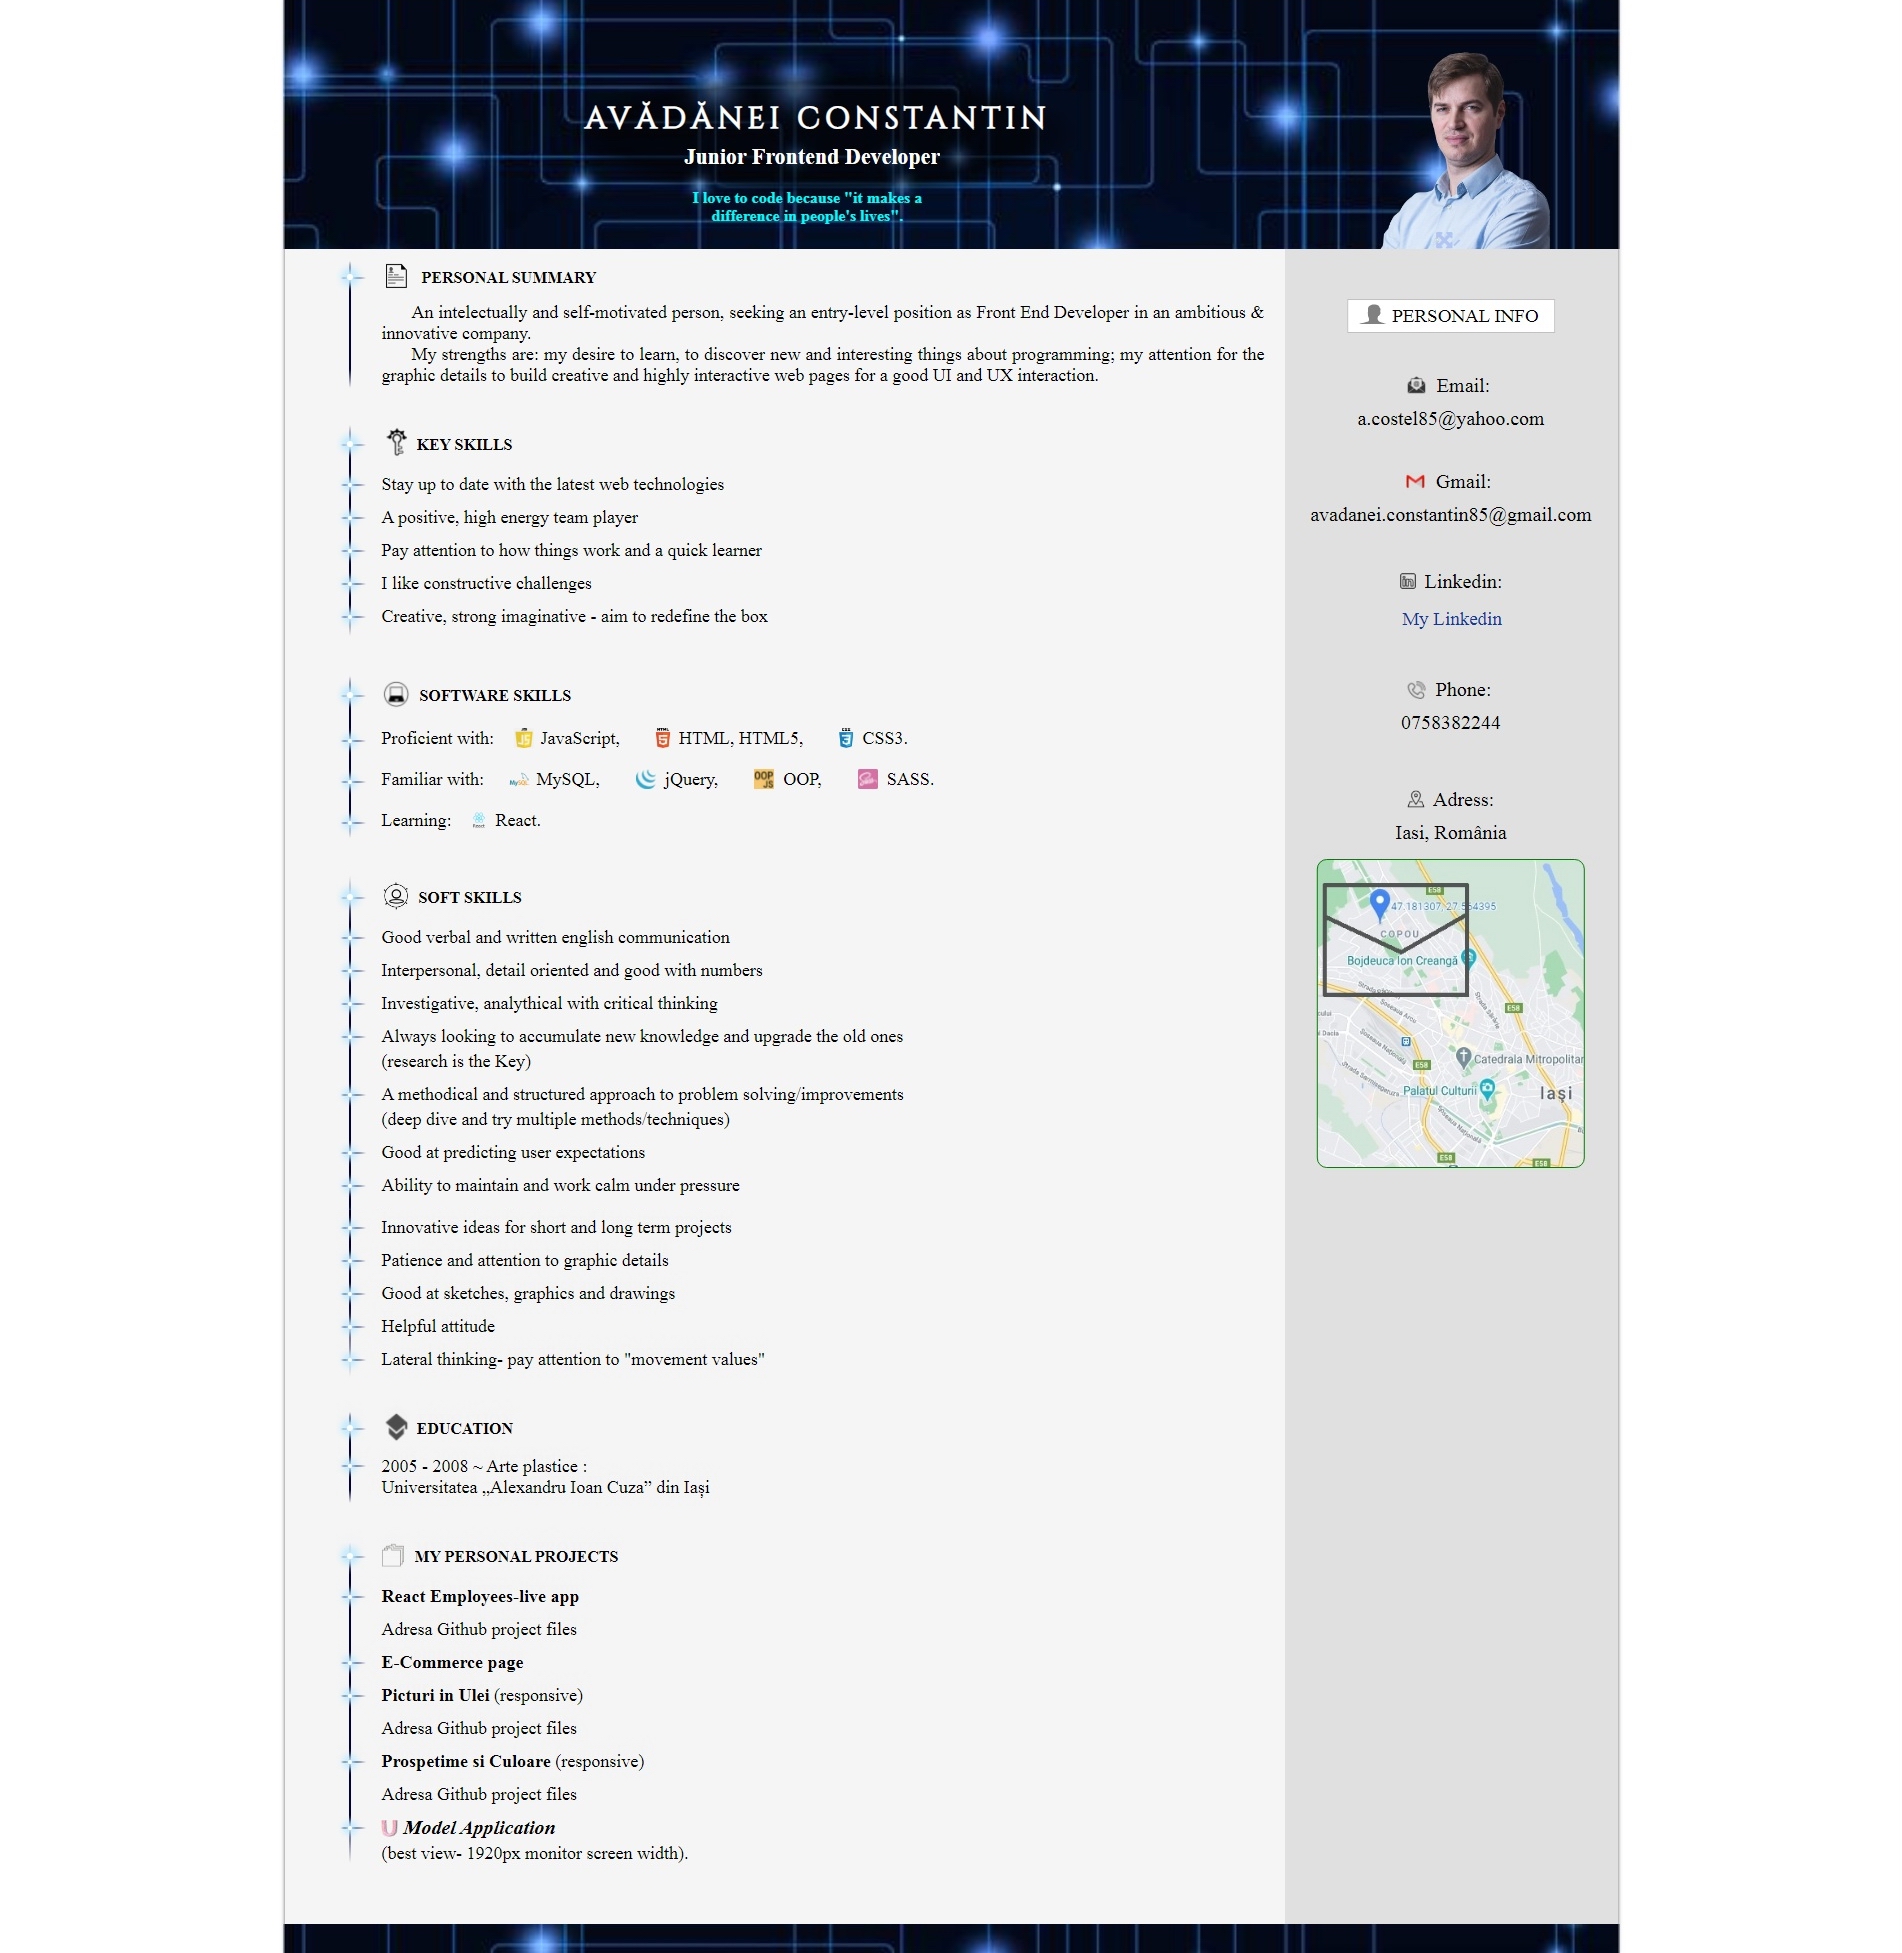 AVĂDĂNEI CONSTANTIN
Junior Frontend Developer
I love to code because "it makes a
difference in people's lives".
PERSONAL SUMMARY
An intelectually and self-motivated person, seeking an entry-level position as Front End Developer in an ambitious &
innovative company.
My strengths are: my desire to learn, to discover new and interesting things about programming; my attention for the
graphic details to build creative and highly interactive web pages for a good UI and UX interaction.
KEY SKILLS
Stay up to date with the latest web technologies
A positive, high energy team player
Pay attention to how things work and a quick learner
I like constructive challenges
Creative, strong imaginative - aim to redefine the box
SOFTWARE SKILLS
Proficient with: JavaScript, HTML, HTML5, CSS3.
Familiar with: MySQL, jQuery, OOP, SASS.
Learning: React.
SOFT SKILLS
Good verbal and written english communication
Interpersonal, detail oriented and good with numbers
Investigative, analythical with critical thinking
Always looking to accumulate new knowledge and upgrade the old ones
(research is the Key)
A methodical and structured approach to problem solving/improvements
(deep dive and try multiple methods/techniques)
Good at predicting user expectations
Ability to maintain and work calm under pressure
Innovative ideas for short and long term projects
Patience and attention to graphic details
Good at sketches, graphics and drawings
Helpful attitude
Lateral thinking- pay attention to "movement values"
EDUCATION
2005 - 2008 ~ Arte plastice :
Universitatea „Alexandru Ioan Cuza” din Iași
MY PERSONAL PROJECTS
React Employees-live app
Adresa Github project files
E-Commerce page
Picturi in Ulei (responsive)
Adresa Github project files
Prospetime si Culoare (responsive)
Adresa Github project files
U Model Application
(best view- 1920px monitor screen width).
PERSONAL INFO
Email:
a.costel85@yahoo.com
Gmail:
avadanei.constantin85@gmail.com
Linkedin:
My Linkedin
Phone:
0758382244
Adress:
Iasi, România
E58
47.181307, 27.564395
COPOU
Bojdeuca Ion Creangă
Strada Sărărie
Șoseaua Arcu
E58
Șoseaua Națională
E58
Catedrala Mitropolitan
Palatul Culturii
Iași
Șoseaua Națională
E58
E58